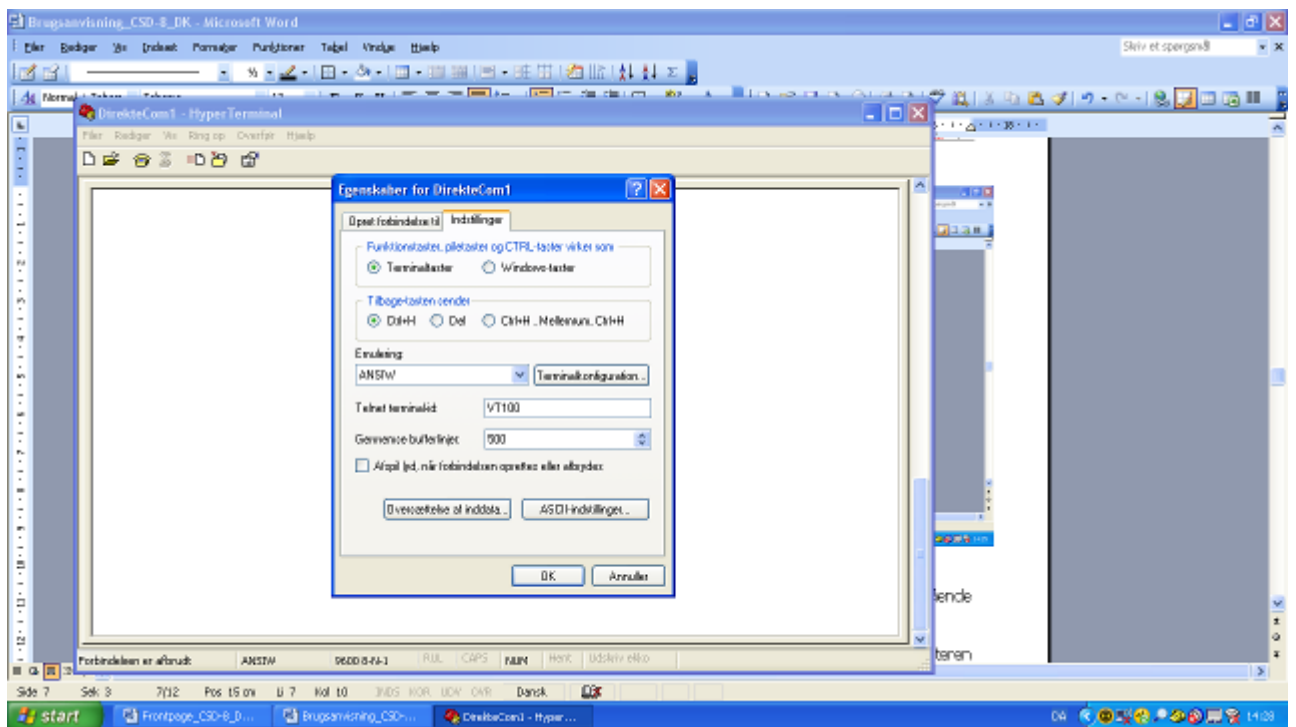 Brugsanvisning_CSD-8_DK - Microsoft Word
Filer Rediger Vis Indsæt Formater Funktioner Tabel Vindue Hjælp
Skriv et spørgsmål
DirekteCom1 - HyperTerminal
Filer Rediger Vis Ring op Overfør Hjælp
Egenskaber for DirekteCom1
Opret forbindelse til Indstillinger
Funktionstaster, piletaster og CTRL-taster virker som
Terminaltaster Windows-taster
Tilbage-tasten sender
Ctrl+H Del Ctrl+H , Mellemrum, Ctrl+H
Emulering:
ANSIW Terminalkonfiguration...
Telnet terminal-id: VT100
Gennemse bufferlinjer: 500
Afspil lyd, når forbindelsen oprettes eller afbrydes
Oversættelse af inddata... ASCII-indstillinger...
OK Annuller
ående
teren
Forbindelsen er afbrudt ANSIW 9600 8-N-1 RUL CAPS NUM Hent Udskriv ekko
Side 7 Sek 3 7/12 Pos 15 cm Li 7 Kol 10 INDS KOR UDV OVR Dansk
start Frontpage_CSD-8_D... Brugsanvisning_CSD-... DirekteCom1 - Hyper... DA 14:28